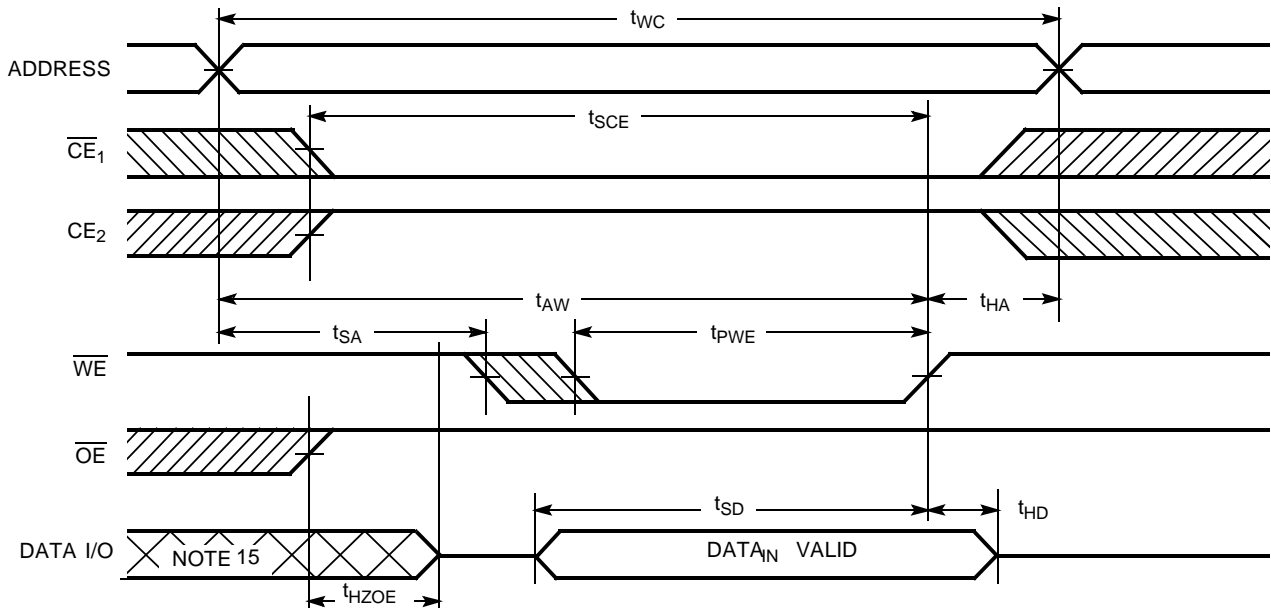 tWC
ADDRESS
tSCE
CE1
CE2
tAW
tHA
tSA
tPWE
WE
OE
tSD
tHD
DATA I/O
NOTE 15
DATAIN VALID
tHZOE